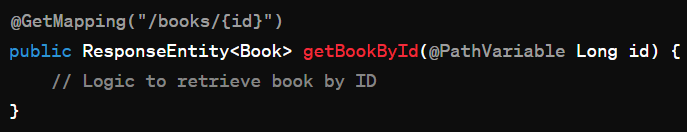 @GetMapping("/books/{id}")
public ResponseEntity<Book> getBookById(@PathVariable Long id) {
    // Logic to retrieve book by ID
}